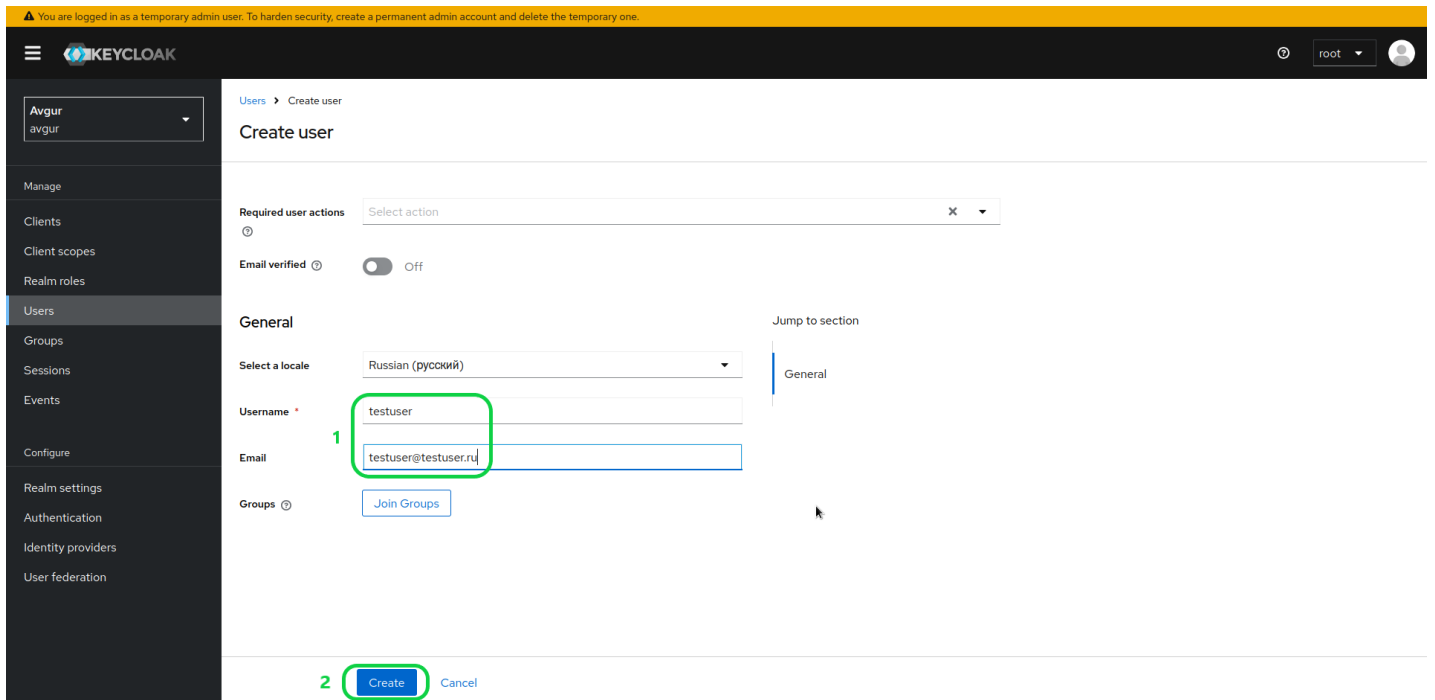 You are logged in as a temporary admin user. To harden security, create a permanent admin account and delete the temporary one.
KEYCLOAK
root
Avgur
avgur
Manage
Clients
Client scopes
Realm roles
Users
Groups
Sessions
Events
Configure
Realm settings
Authentication
Identity providers
User federation
Users > Create user
Create user
Required user actions
Select action
Email verified
Off
General
Select a locale
Russian (русский)
Username *
testuser
1
Email
testuser@testuser.ru
Groups
Join Groups
Jump to section
General
2
Create
Cancel